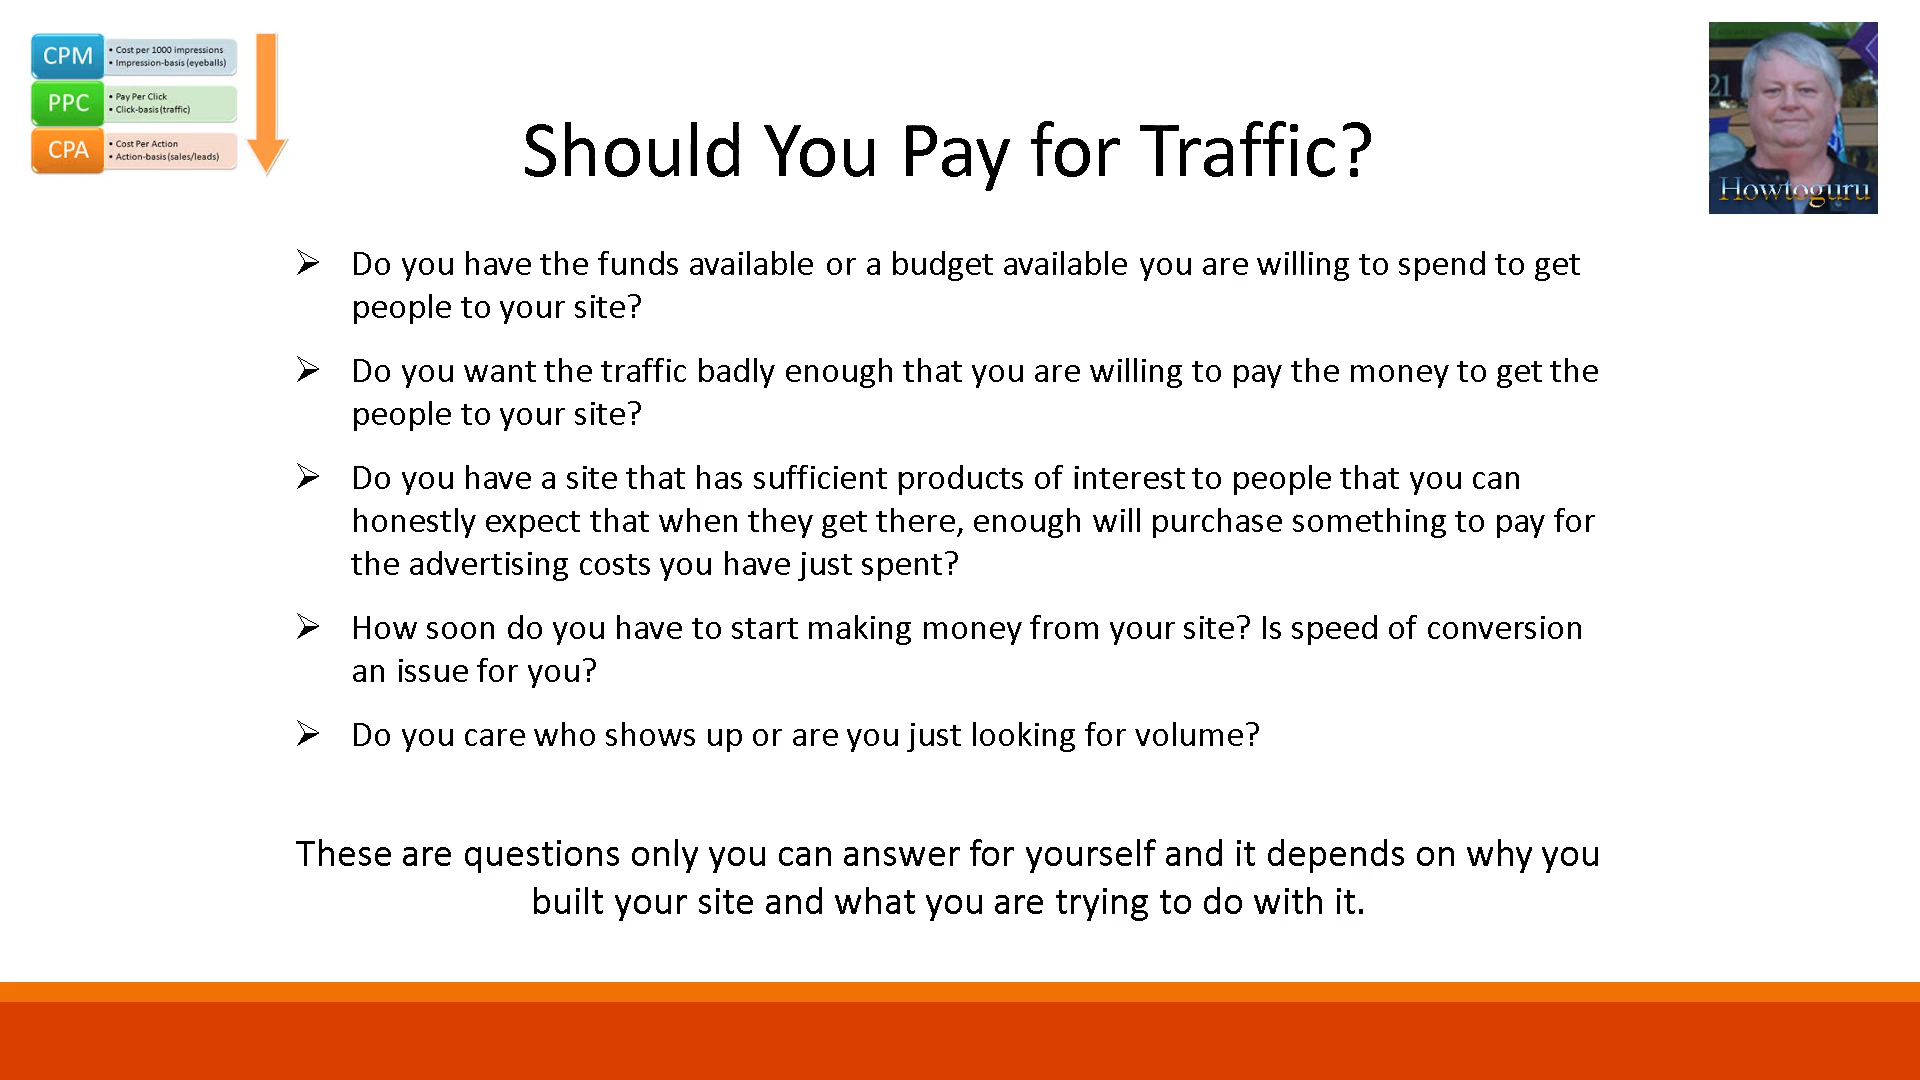 CPM
• Cost per 1000 impressions
• Impression-basis (eyeballs)
PPC
• Pay Per Click
• Click-basis (traffic)
CPA
• Cost Per Action
• Action-basis (sales/leads)
21
Howtoguru
Should You Pay for Traffic?
➢ Do you have the funds available or a budget available you are willing to spend to get
people to your site?
➢ Do you want the traffic badly enough that you are willing to pay the money to get the
people to your site?
➢ Do you have a site that has sufficient products of interest to people that you can
honestly expect that when they get there, enough will purchase something to pay for
the advertising costs you have just spent?
➢ How soon do you have to start making money from your site? Is speed of conversion
an issue for you?
➢ Do you care who shows up or are you just looking for volume?
These are questions only you can answer for yourself and it depends on why you
built your site and what you are trying to do with it.